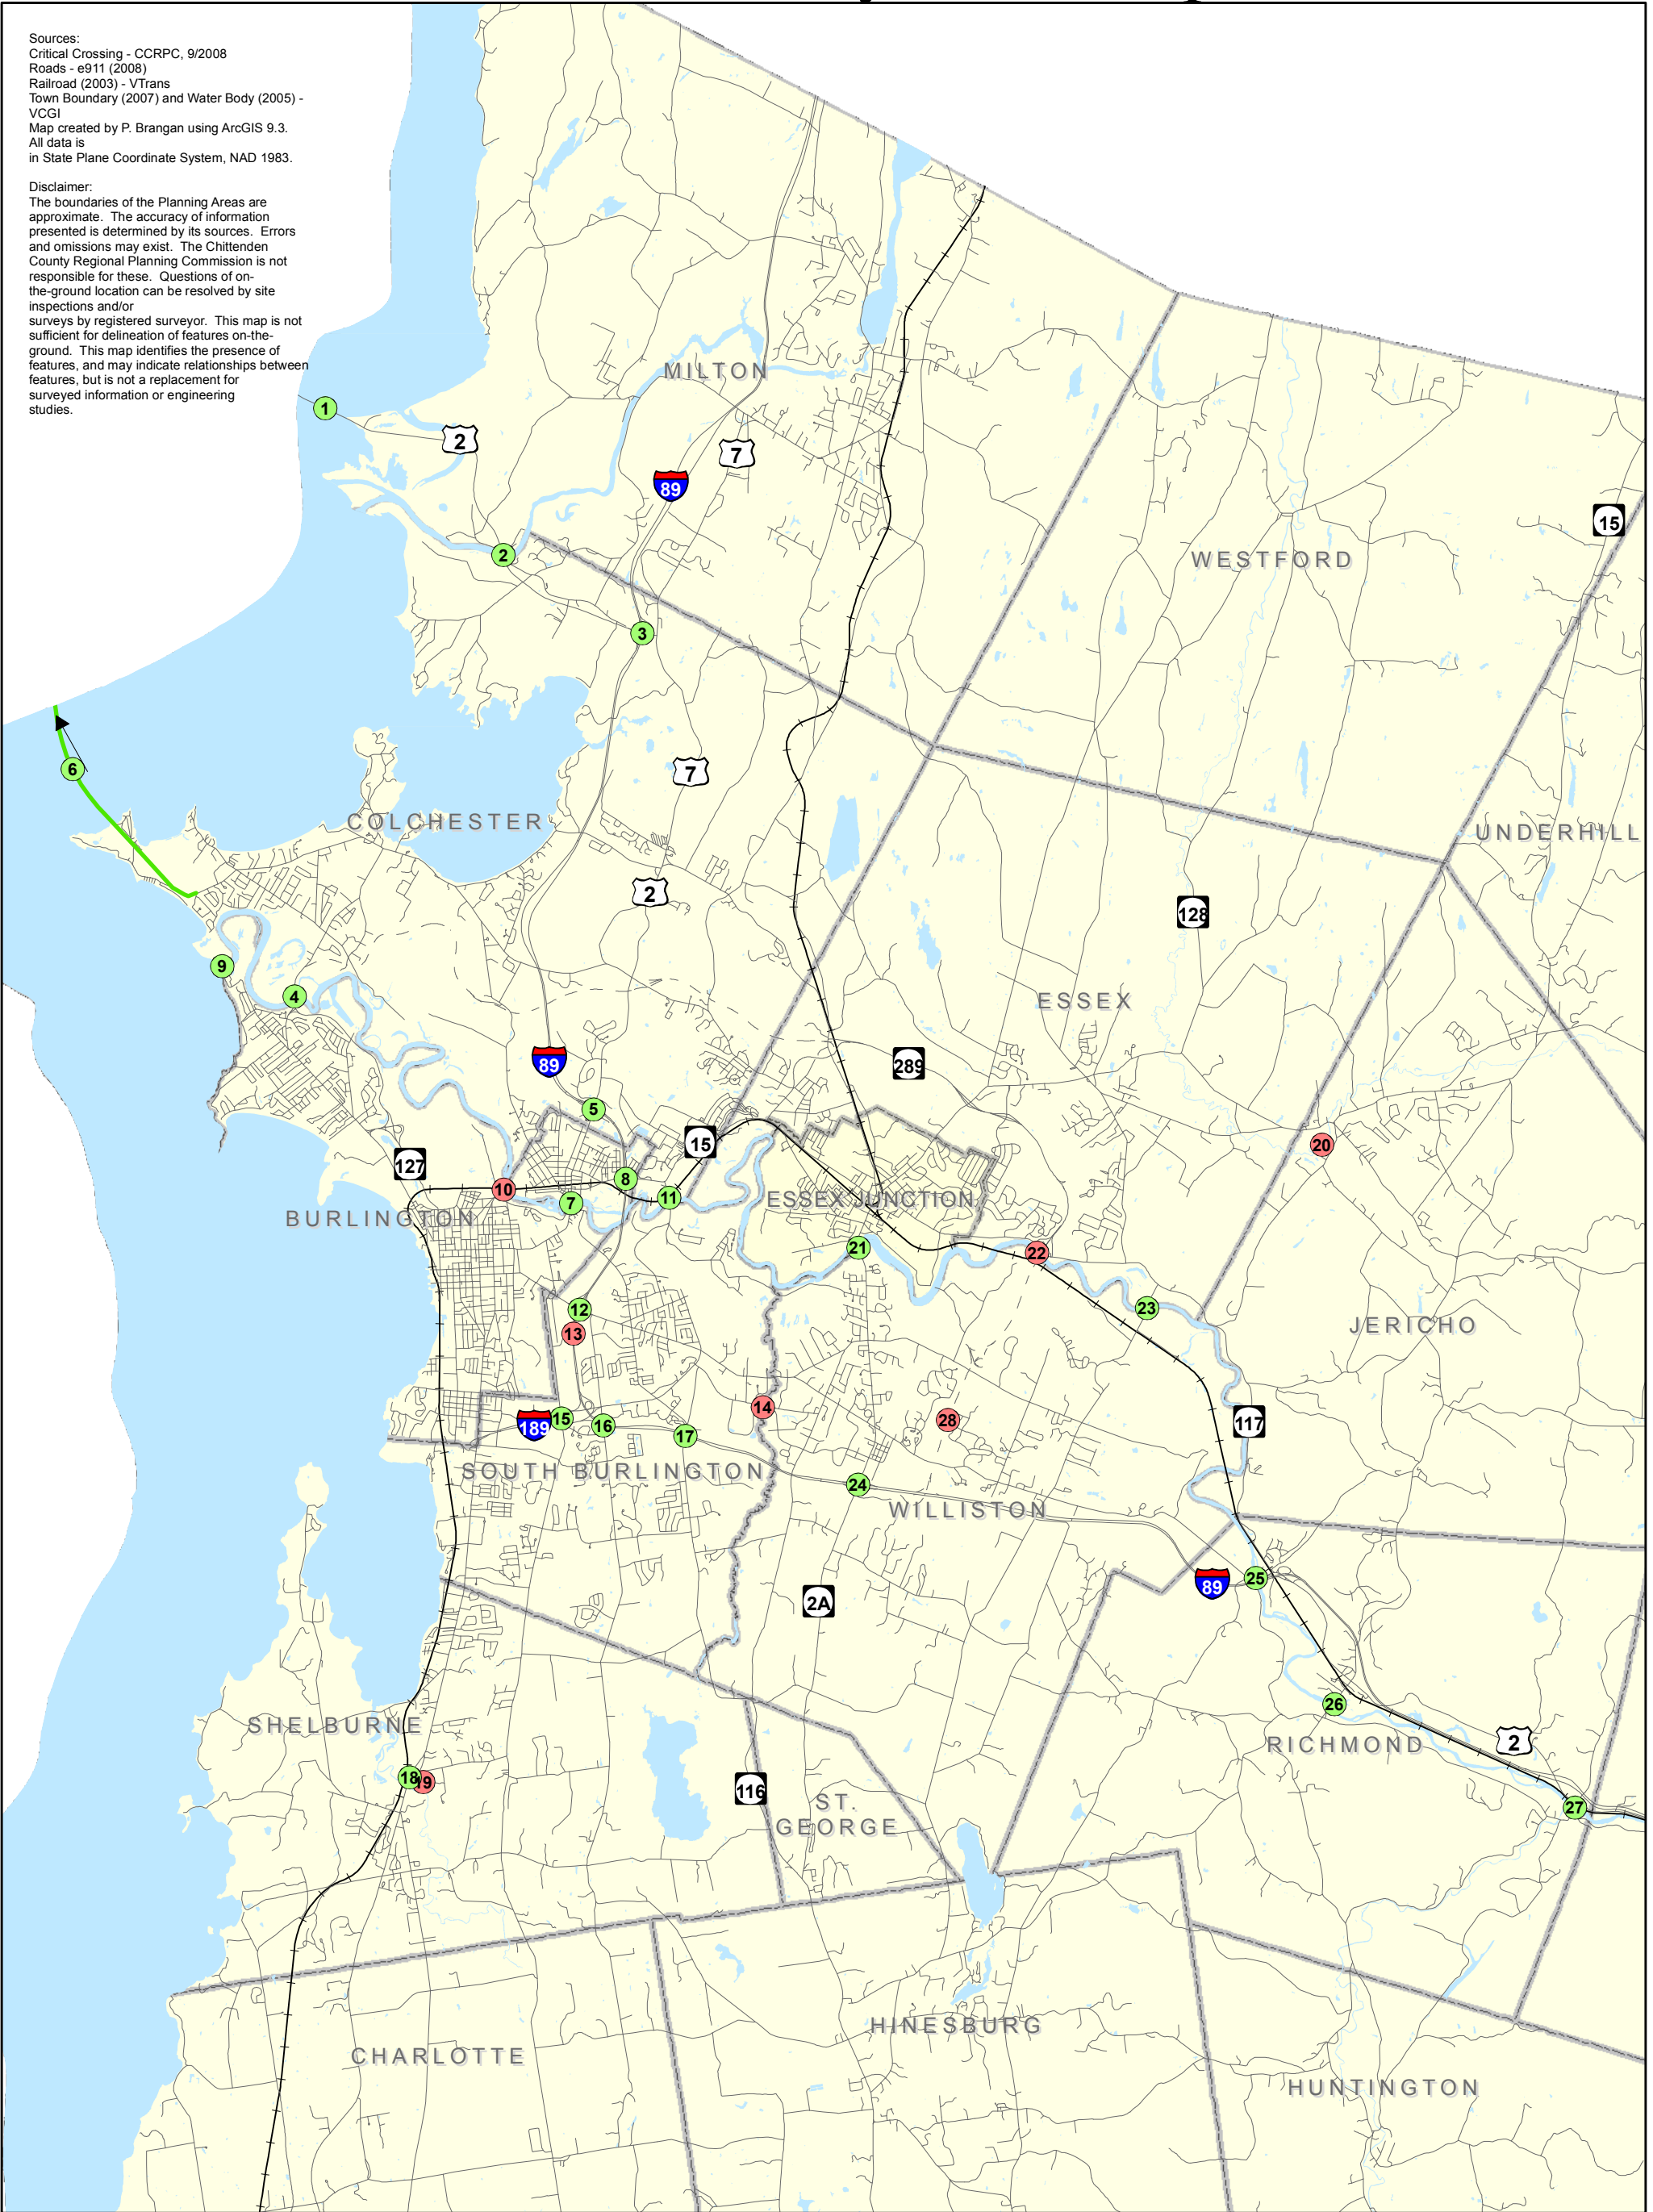 Sources:
Critical Crossing - CCRPC, 9/2008
Roads - e911 (2008)
Railroad (2003) - VTrans
Town Boundary (2007) and Water Body (2005) -
VCGI
Map created by P. Brangan using ArcGIS 9.3.
All data is
in State Plane Coordinate System, NAD 1983.
Disclaimer:
The boundaries of the Planning Areas are
approximate. The accuracy of information
presented is determined by its sources. Errors
and omissions may exist. The Chittenden
County Regional Planning Commission is not
responsible for these. Questions of on-
the-ground location can be resolved by site
inspections and/or
surveys by registered surveyor. This map is not
sufficient for delineation of features on-the-
ground. This map identifies the presence of
features, and may indicate relationships between
features, but is not a replacement for
surveyed information or engineering
studies.
MILTON
1
2
7
89
15
2
WESTFORD
3
6
7
COLCHESTER
UNDERHILL
2
128
9
4
ESSEX
89
289
5
15
20
127
8
10
11
7
ESSEX JUNCTION
BURLINGTON
21
22
12
23
13
JERICHO
14
15
28
117
189
16
17
SOUTH BURLINGTON
24
WILLISTON
25
89
2A
26
SHELBURNE
RICHMOND
2
18
19
116
ST.
GEORGE
27
HINESBURG
CHARLOTTE
HUNTINGTON